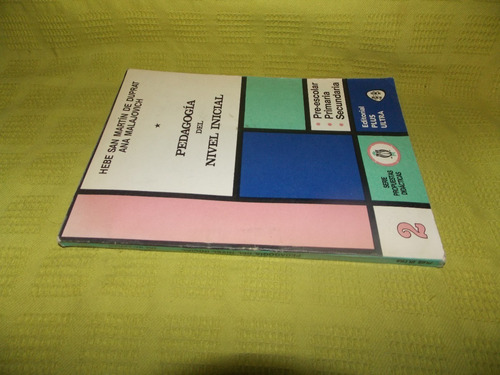 HEBE SAN MARTIN DE DUPRAT
ANA MALAJOVICH
*
PEDAGOGÍA
DEL
NIVEL INICIAL
• Pre-escolar
• Primaria
• Secundaria
Editorial
PLUS
ULTRA
SERIE
PROPUESTAS
DIDÁCTICAS
2